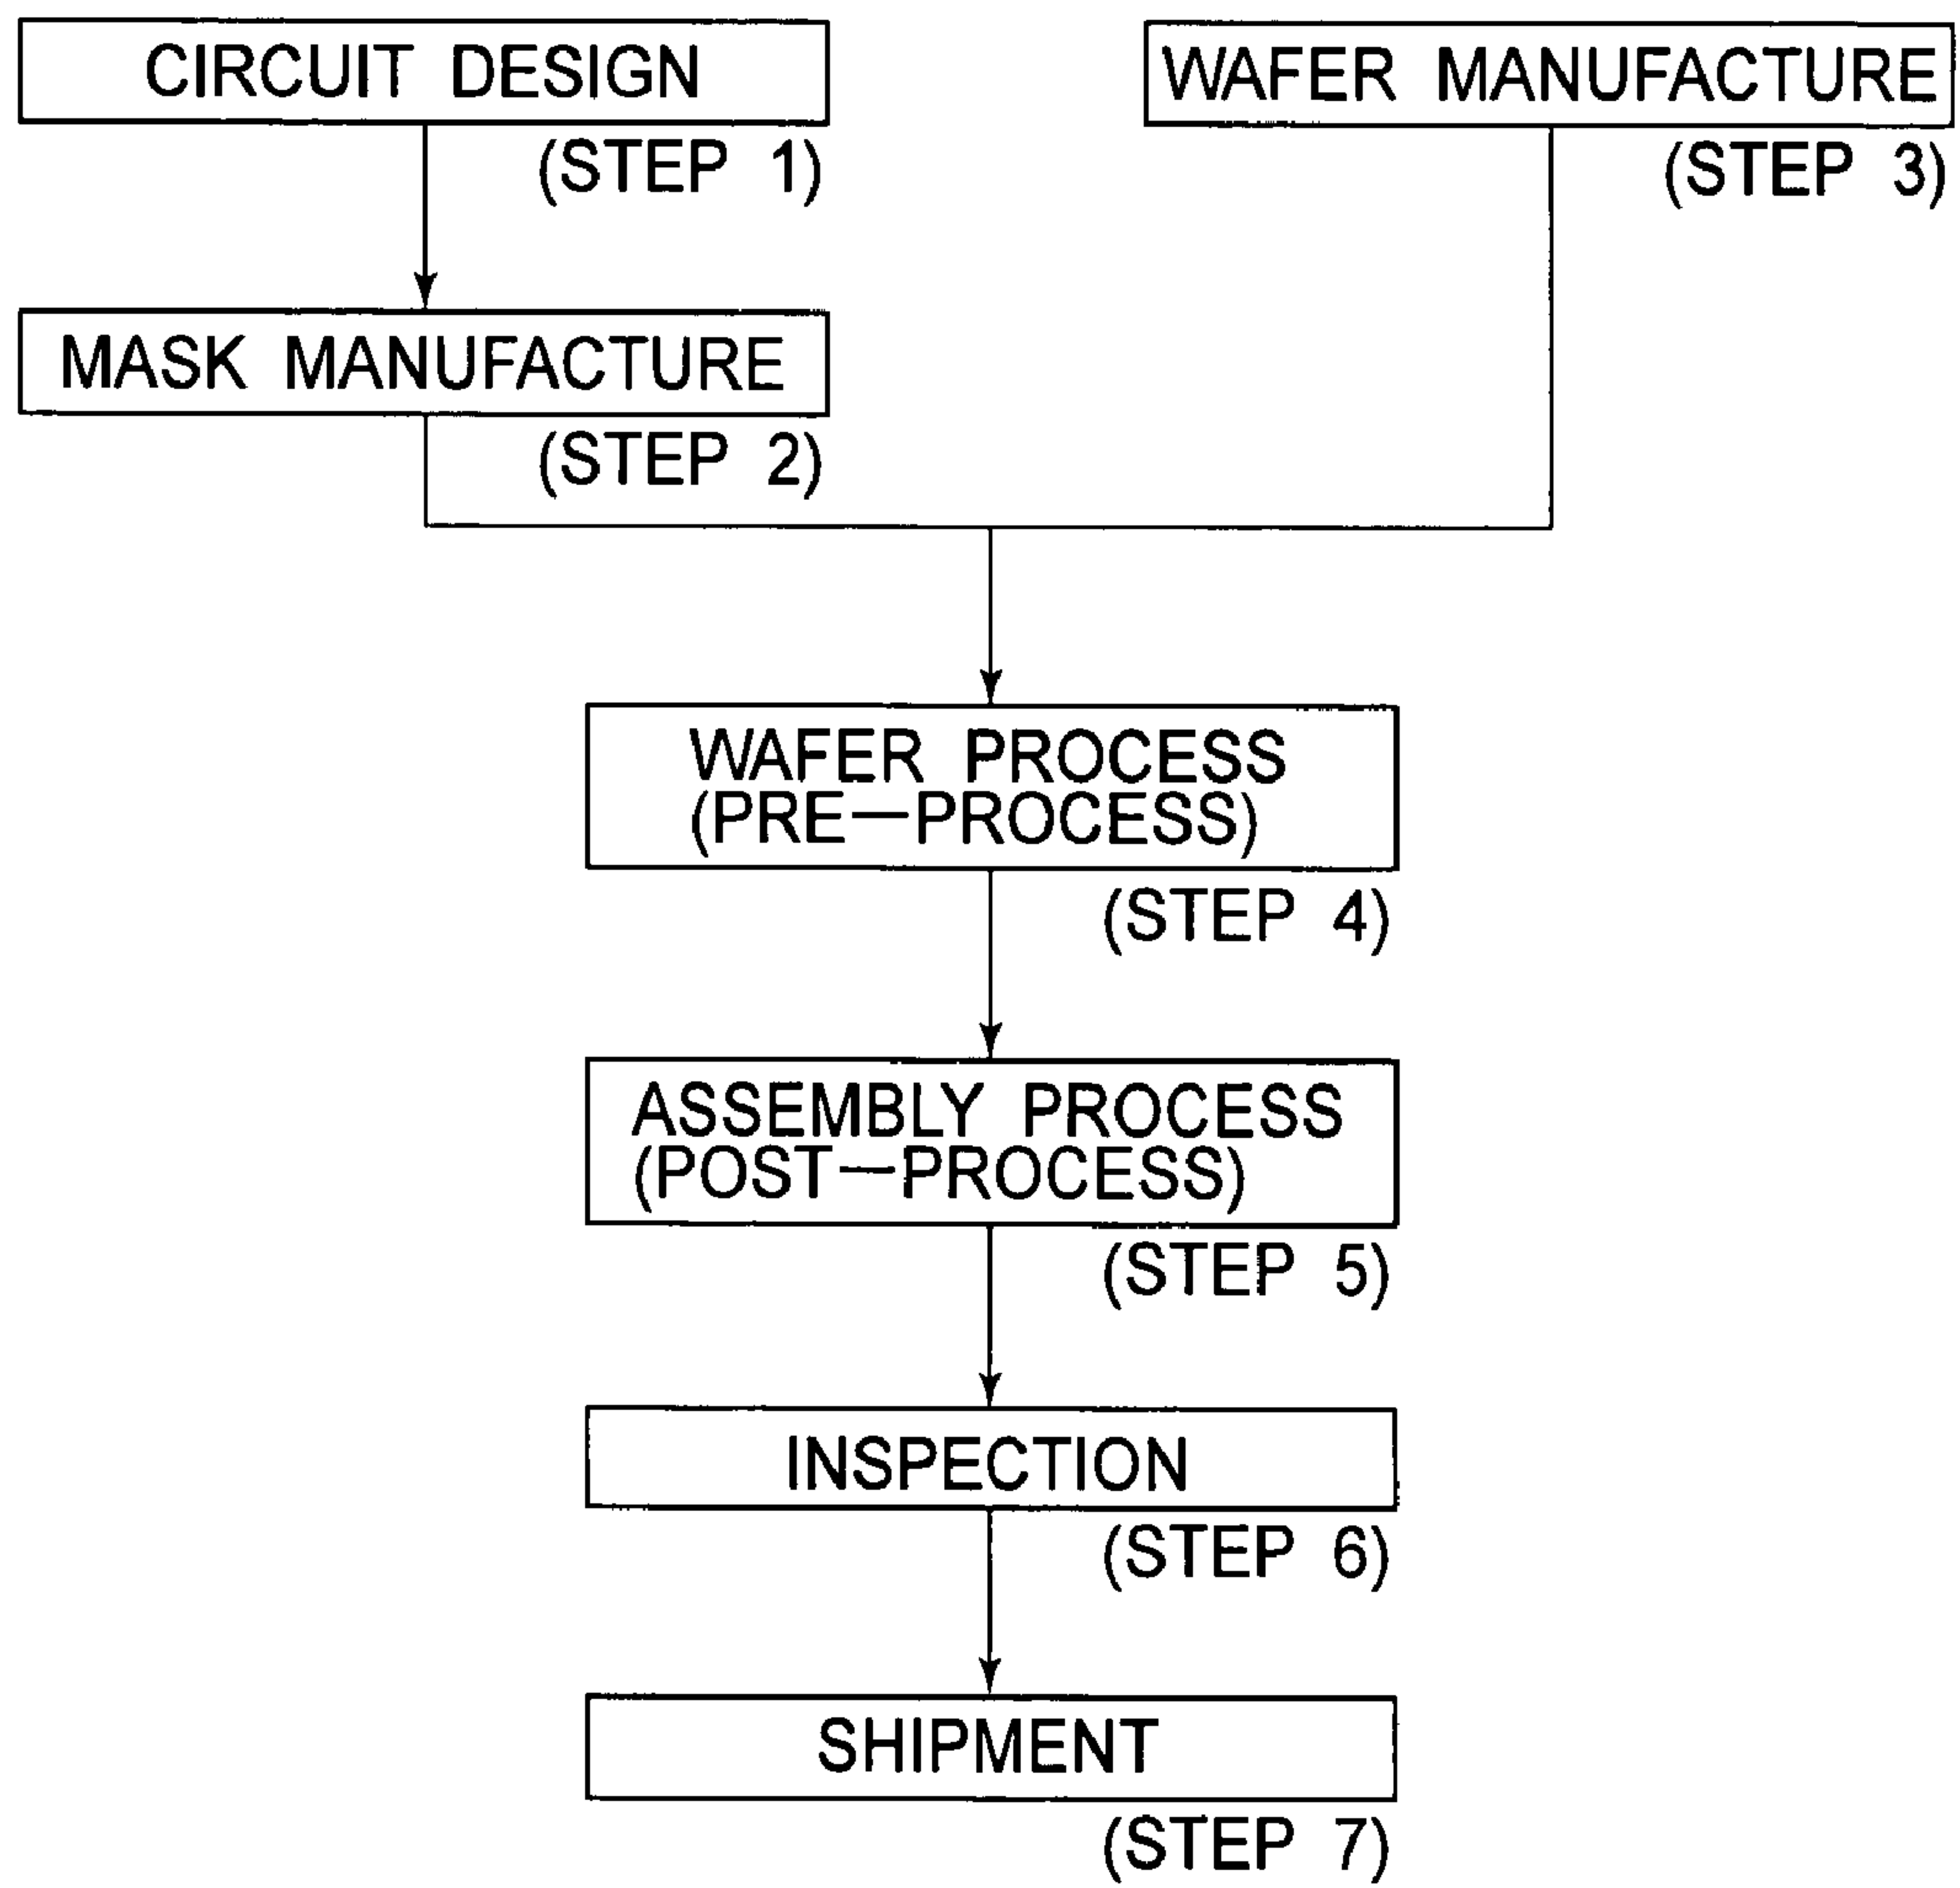 CIRCUIT DESIGN
(STEP 1)
WAFER MANUFACTURE
(STEP 3)
MASK MANUFACTURE
(STEP 2)
WAFER PROCESS
(PRE—PROCESS)
(STEP 4)
ASSEMBLY PROCESS
(POST—PROCESS)
(STEP 5)
INSPECTION
(STEP 6)
SHIPMENT
(STEP 7)